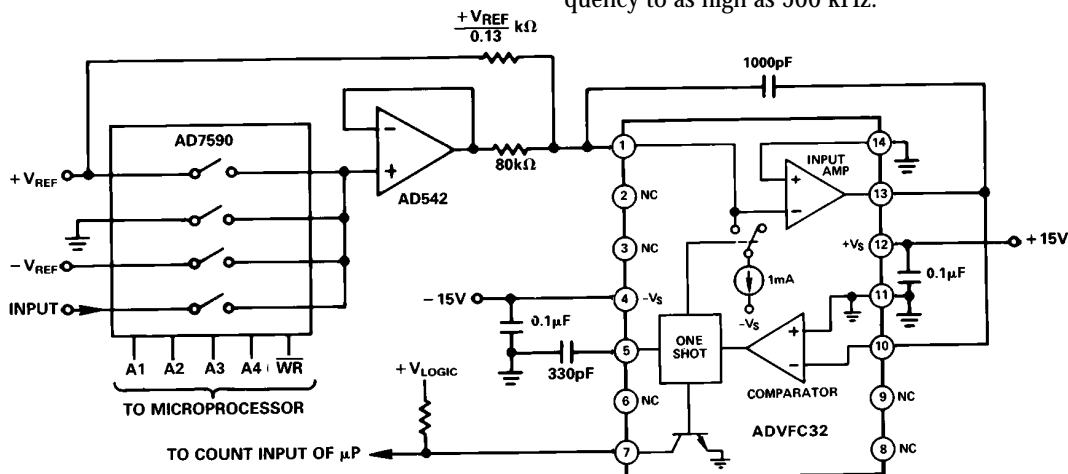 quency to as high as 500 kHz.
+ VREF
0.13 kΩ
1000pF
AD7590
+ VREF
- VREF
INPUT
A1 A2 A3 A4 WR
TO MICROPROCESSOR
-
+
AD542
80kΩ
1
2 NC
3 NC
4 -VS
5
6 NC
7
- 15V
0.1μF
330pF
+ VLOGIC
TO COUNT INPUT OF μP
INPUT
AMP
+
-
1mA
-VS
ONE
SHOT
+
-
COMPARATOR
ADVFC32
14
13
+VS 12
11
10
9 NC
8 NC
+ 15V
0.1μF